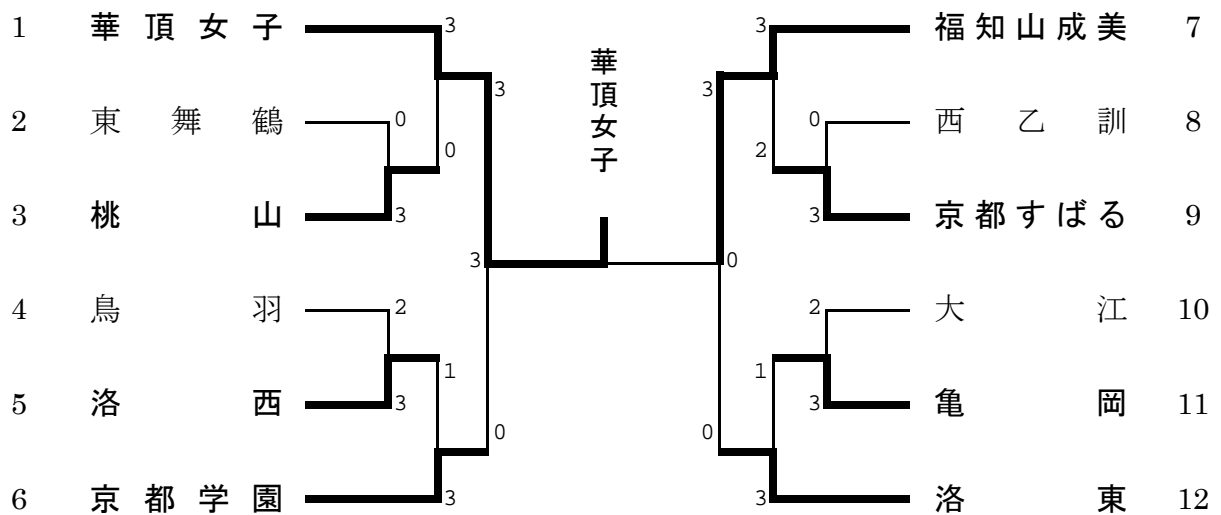 1 華頂女子 3 3 福知山成美 7
華頂女子
3 3
2 東舞鶴 0 0 西乙訓 8
0 2
3 桃山 3 3 京都すばる 9
3 0
4 鳥羽 2 2 大江 10
1 1
5 洛西 3 3 亀岡 11
0 0
6 京都学園 3 3 洛東 12